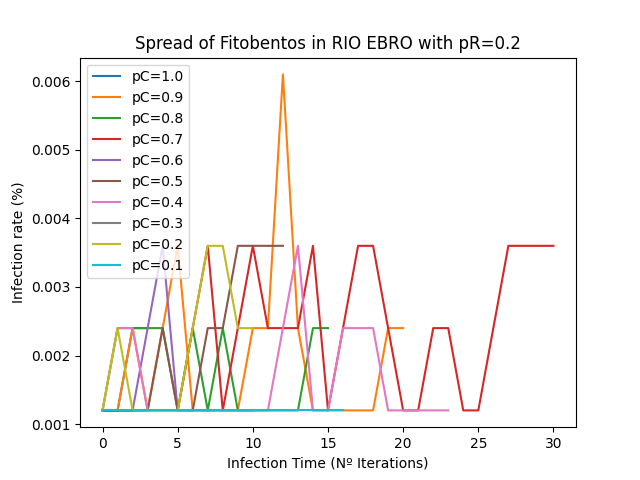 Spread of Fitobentos in RIO EBRO with pR=0.2
Infection rate (%)
0.006
0.005
0.004
0.003
0.002
0.001
pC=1.0
pC=0.9
pC=0.8
pC=0.7
pC=0.6
pC=0.5
pC=0.4
pC=0.3
pC=0.2
pC=0.1
0 5 10 15 20 25 30
Infection Time (Nº Iterations)